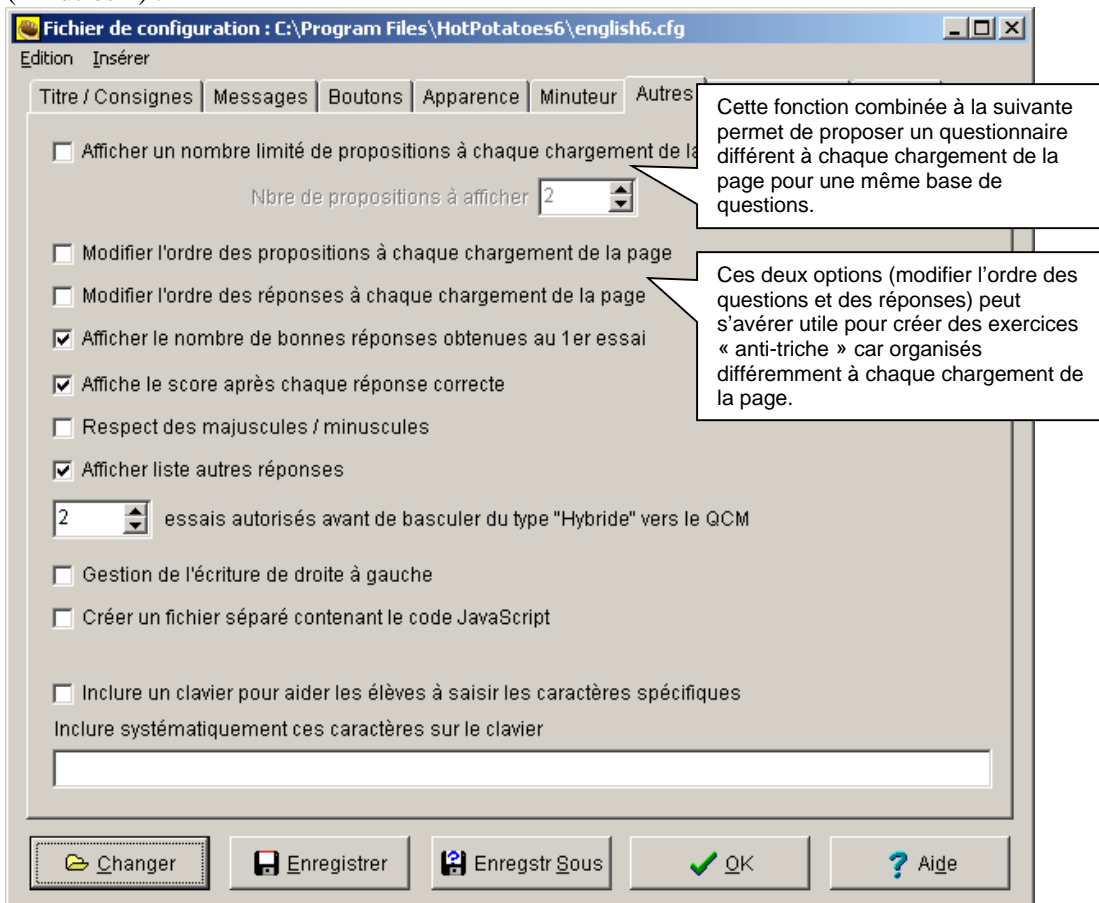 Fichier de configuration : C:\Program Files\HotPotatoes6\english6.cfg
Edition Insérer
Titre / Consignes Messages Boutons Apparence Minuteur Autres
Cette fonction combinée à la suivante
permet de proposer un questionnaire
différent à chaque chargement de la
page pour une même base de
questions.
Afficher un nombre limité de propositions à chaque chargement de la
Nbre de propositions à afficher 2
Modifier l'ordre des propositions à chaque chargement de la page
Ces deux options (modifier l'ordre des
questions et des réponses) peut
s'avérer utile pour créer des exercices
« anti-triche » car organisés
différemment à chaque chargement de
la page.
Modifier l'ordre des réponses à chaque chargement de la page
Afficher le nombre de bonnes réponses obtenues au 1er essai
Affiche le score après chaque réponse correcte
Respect des majuscules / minuscules
Afficher liste autres réponses
2 essais autorisés avant de basculer du type "Hybride" vers le QCM
Gestion de l'écriture de droite à gauche
Créer un fichier séparé contenant le code JavaScript
Inclure un clavier pour aider les élèves à saisir les caractères spécifiques
Inclure systématiquement ces caractères sur le clavier
Changer Enregistrer Enregstr Sous OK Aide